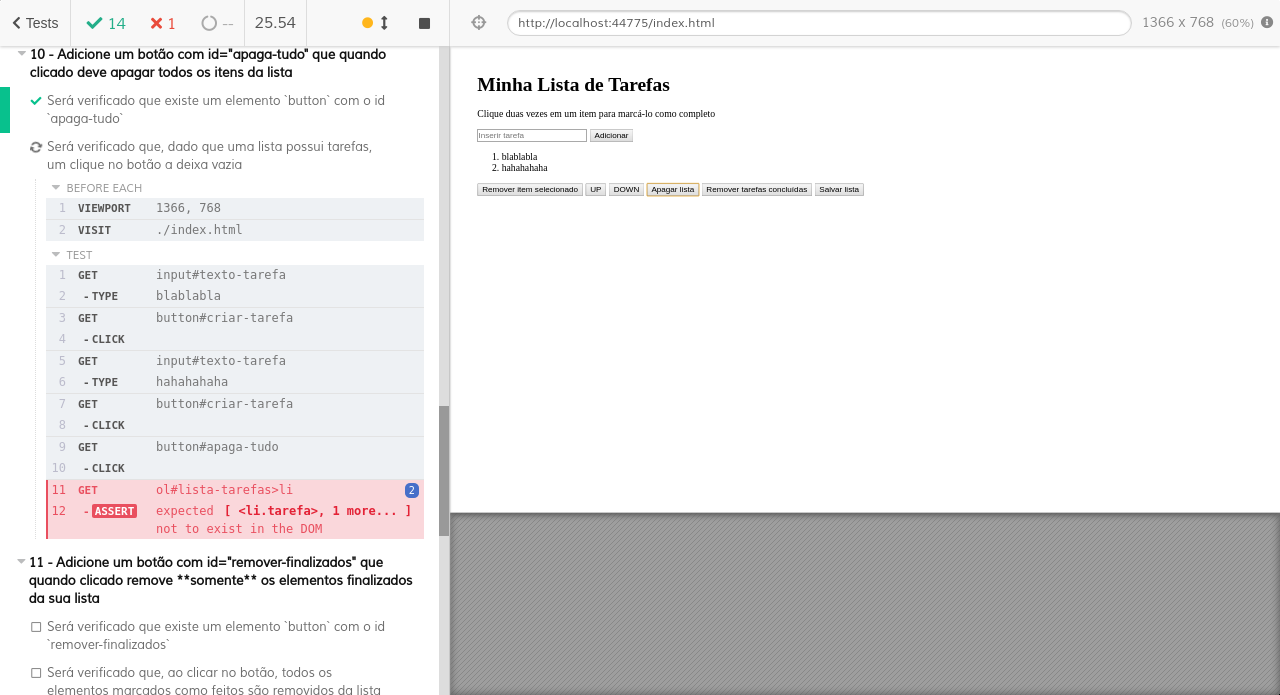 Tests
14
1
--
25.54
http://localhost:44775/index.html
1366 x 768 (60%)
10 - Adicione um botão com id="apaga-tudo" que quando
clicado deve apagar todos os itens da lista
Será verificado que existe um elemento `button` com o id
`apaga-tudo`
Será verificado que, dado que uma lista possui tarefas,
um clique no botão a deixa vazia
BEFORE EACH
1 VIEWPORT 1366, 768
2 VISIT ./index.html
TEST
1 GET input#texto-tarefa
2 -TYPE blablabla
3 GET button#criar-tarefa
4 -CLICK
5 GET input#texto-tarefa
6 -TYPE hahahahaha
7 GET button#criar-tarefa
8 -CLICK
9 GET button#apaga-tudo
10 -CLICK
11 GET ol#lista-tarefas>li 2
12 -ASSERT expected [ <li.tarefa>, 1 more... ]
not to exist in the DOM
11 - Adicione um botão com id="remover-finalizados" que
quando clicado remove **somente** os elementos finalizados
da sua lista
Será verificado que existe um elemento `button` com o id
`remover-finalizados`
Será verificado que, ao clicar no botão, todos os
elementos marcados como feitos são removidos da lista
Minha Lista de Tarefas
Clique duas vezes em um item para marcá-lo como completo
Inserir tarefa Adicionar
1. blablabla
2. hahahahaha
Remover item selecionado UP DOWN Apagar lista Remover tarefas concluídas Salvar lista